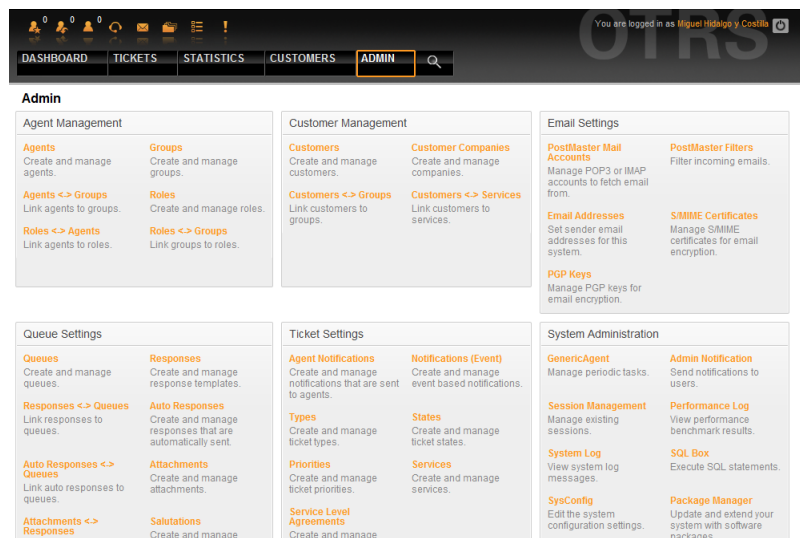 0 0 0
You are logged in as Miguel Hidalgo y Costilla
OTRS
DASHBOARD TICKETS STATISTICS CUSTOMERS ADMIN
Admin
Agent Management
Agents
Create and manage
agents.
Groups
Create and manage
groups.
Agents <-> Groups
Link agents to groups.
Roles
Create and manage roles.
Roles <-> Agents
Link agents to roles.
Roles <-> Groups
Link groups to roles.
Customer Management
Customers
Create and manage
customers.
Customer Companies
Create and manage
companies.
Customers <-> Groups
Link customers to
groups.
Customers <-> Services
Link customers to
services.
Email Settings
PostMaster Mail
Accounts
Manage POP3 or IMAP
accounts to fetch email
from.
PostMaster Filters
Filter incoming emails.
Email Addresses
Set sender email
addresses for this
system.
S/MIME Certificates
Manage S/MIME
certificates for email
encryption.
PGP Keys
Manage PGP keys for
email encryption.
Queue Settings
Queues
Create and manage
queues.
Responses
Create and manage
response templates.
Responses <-> Queues
Link responses to
queues.
Auto Responses
Create and manage
responses that are
automatically sent.
Auto Responses <->
Queues
Link auto responses to
queues.
Attachments
Create and manage
attachments.
Attachments <->
Responses
Salutations
Create and manage
Ticket Settings
Agent Notifications
Create and manage
notifications that are sent
to agents.
Notifications (Event)
Create and manage
event based notifications.
Types
Create and manage
ticket types.
States
Create and manage
ticket states.
Priorities
Create and manage
ticket priorities.
Services
Create and manage
services.
Service Level
Agreements
Create and manage
System Administration
GenericAgent
Manage periodic tasks.
Admin Notification
Send notifications to
users.
Session Management
Manage existing
sessions.
Performance Log
View performance
benchmark results.
System Log
View system log
messages.
SQL Box
Execute SQL statements.
SysConfig
Edit the system
configuration settings.
Package Manager
Update and extend your
system with software
packages.